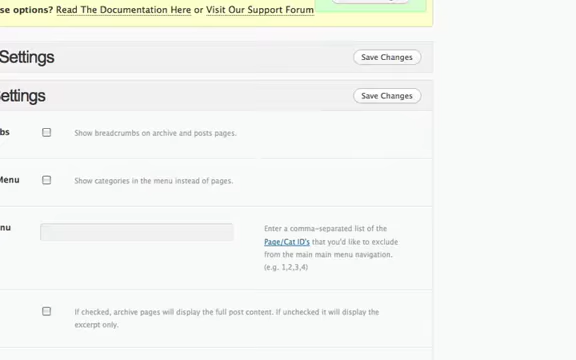 se options? Read The Documentation Here or Visit Our Support Forum
Settings
Save Changes
ettings
Save Changes
bs
Show breadcrumbs on archive and posts pages.
Menu
Show categories in the menu instead of pages.
nu
Enter a comma-separated list of the
Page/Cat ID's that you'd like to exclude
from the main main menu navigation.
(e.g. 1,2,3,4)
If checked, archive pages will display the full post content. If unchecked it will display the
excerpt only.